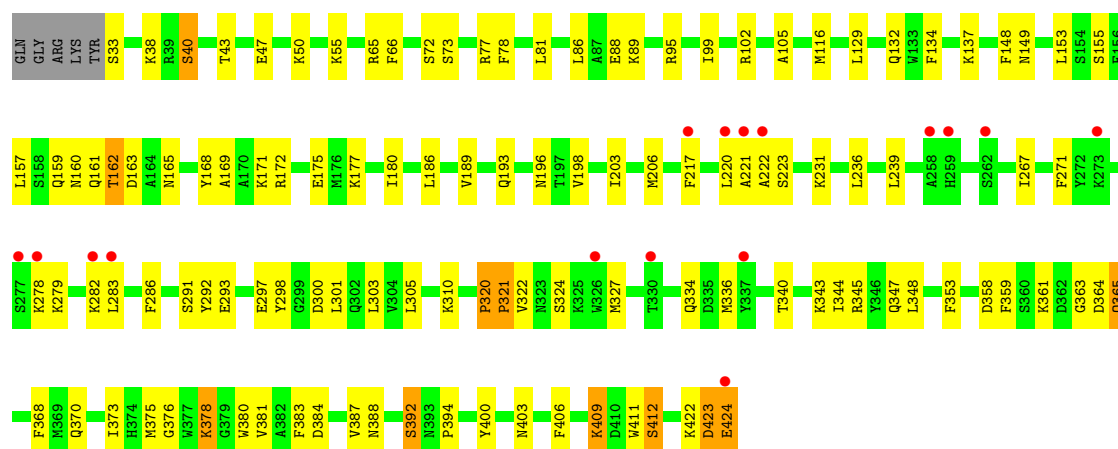 GLN GLY ARG LYS TYR S33 K38 R39 S40 T43 E47 K50 K55 R65 F66 S72 S73 R77 F78 L81 L86 A87 E88 K89 R95 I99 R102 A105 M116 L129 Q132 W133 F134 K137 F148 N149 L153 S154 S155 E156
L157 S158 Q159 N160 Q161 T162 D163 A164 N165 Y168 A169 A170 K171 R172 E175 M176 K177 I180 L186 V189 Q193 N196 T197 V198 I203 M206 F217 L220 A221 A222 S223 K231 L236 L239 A258 H259 S262 I267 F271 Y272 K273
S277 K278 K279 K282 L283 F286 S291 Y292 E293 E297 Y298 G299 D300 L301 Q302 L303 V304 L305 K310 P320 D321 V322 N323 S324 K325 W326 M327 T330 Q334 D335 M336 Y337 T340 K343 I344 R345 Y346 Q347 L348 F353 D358 F359 S360 K361 D362 G363 D364
F368 M369 Q370 I373 H374 M375 G376 W377 K378 G379 W380 V381 A382 F383 D384 V387 N388 S392 N393 P394 Y400 N403 F406 K409 D410 W411 S412 K422 D423 E424